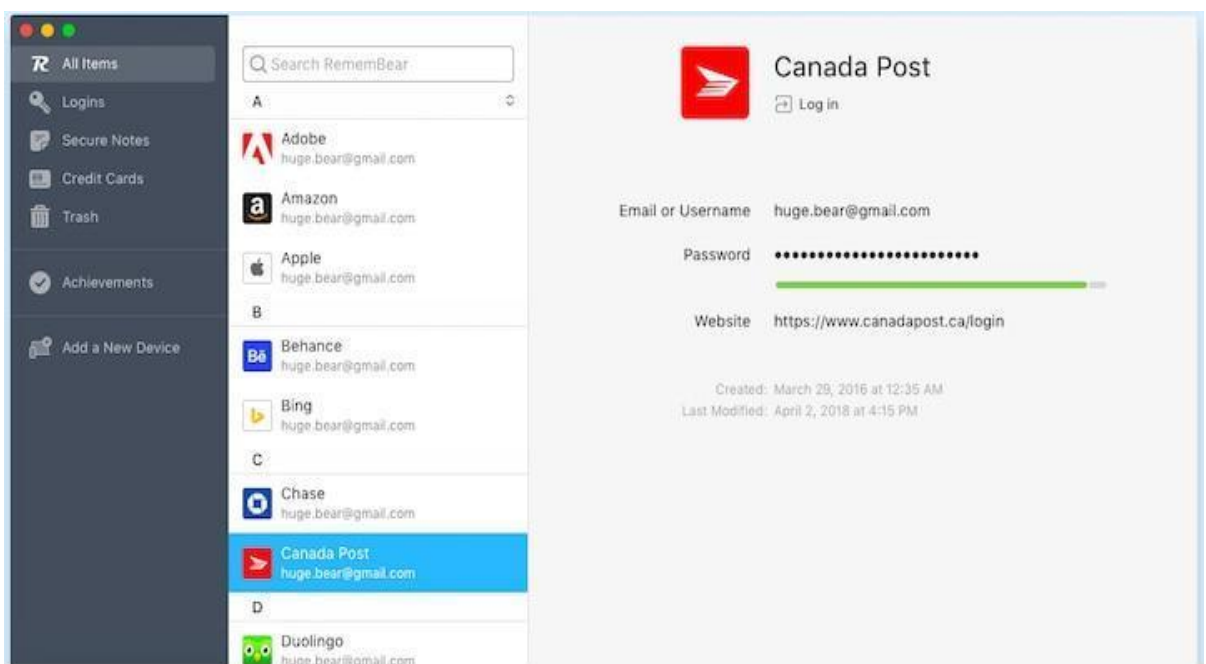 All Items
Logins
Secure Notes
Credit Cards
Trash
Achievements
Add a New Device
Search RememBear
A
Adobe
huge.bear@gmail.com
Amazon
huge.bear@gmail.com
Apple
huge.bear@gmail.com
B
Behance
huge.bear@gmail.com
Bing
huge.bear@gmail.com
C
Chase
huge.bear@gmail.com
Canada Post
huge.bear@gmail.com
D
Duolingo
huge.bear@gmail.com
Canada Post
Log in
Email or Username huge.bear@gmail.com
Password ••••••••••••••••••••••••
Website https://www.canadapost.ca/login
Created: March 29, 2016 at 12:35 AM
Last Modified: April 2, 2018 at 4:15 PM